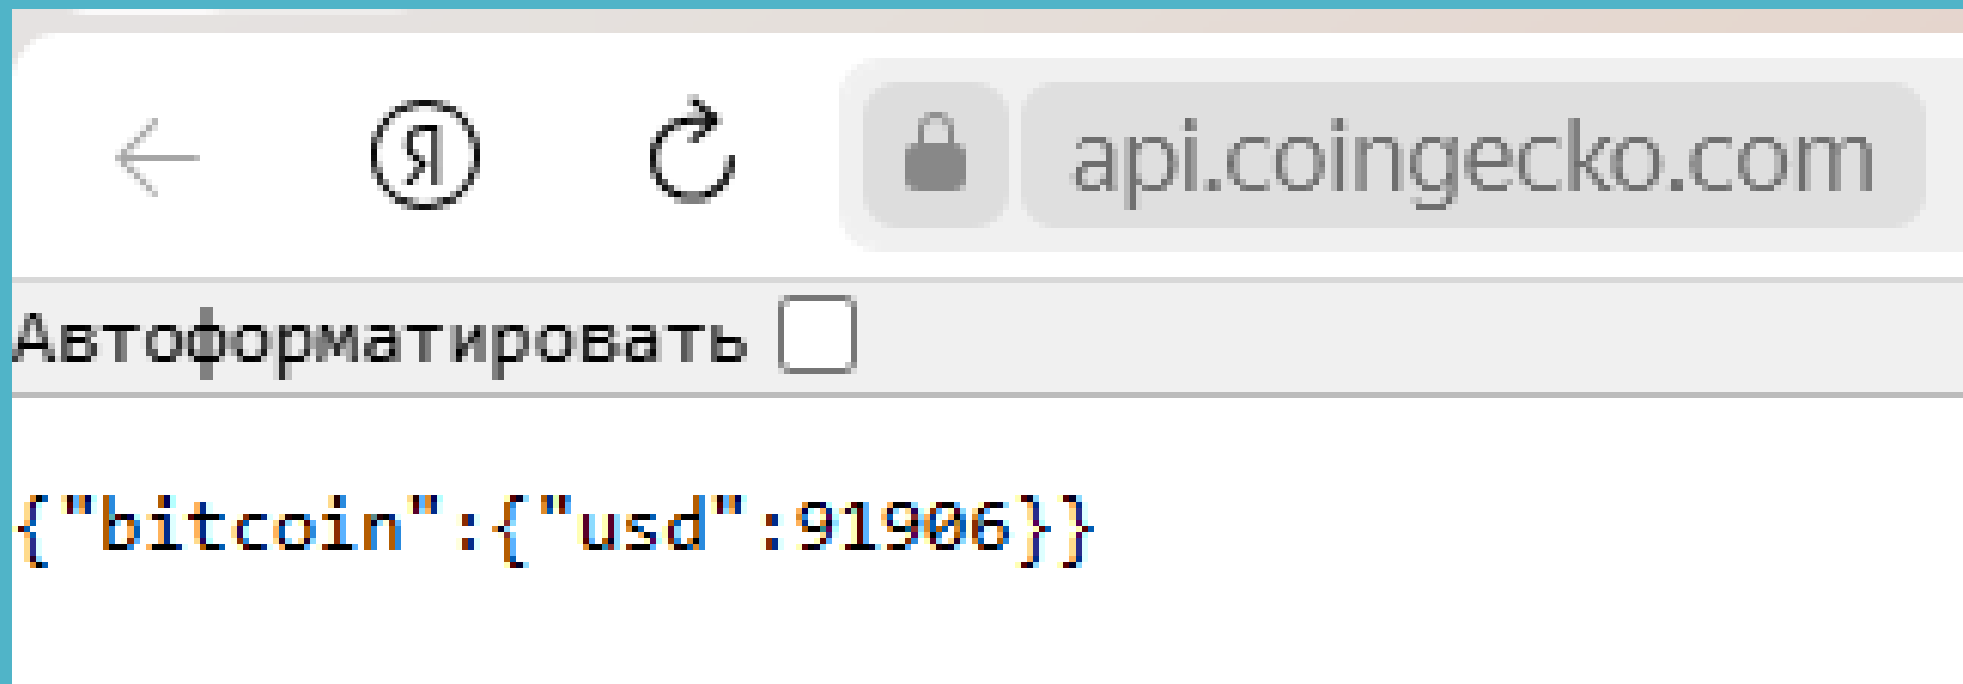 Я api.coingecko.com
Автоформатировать
{"bitcoin":{"usd":91906}}